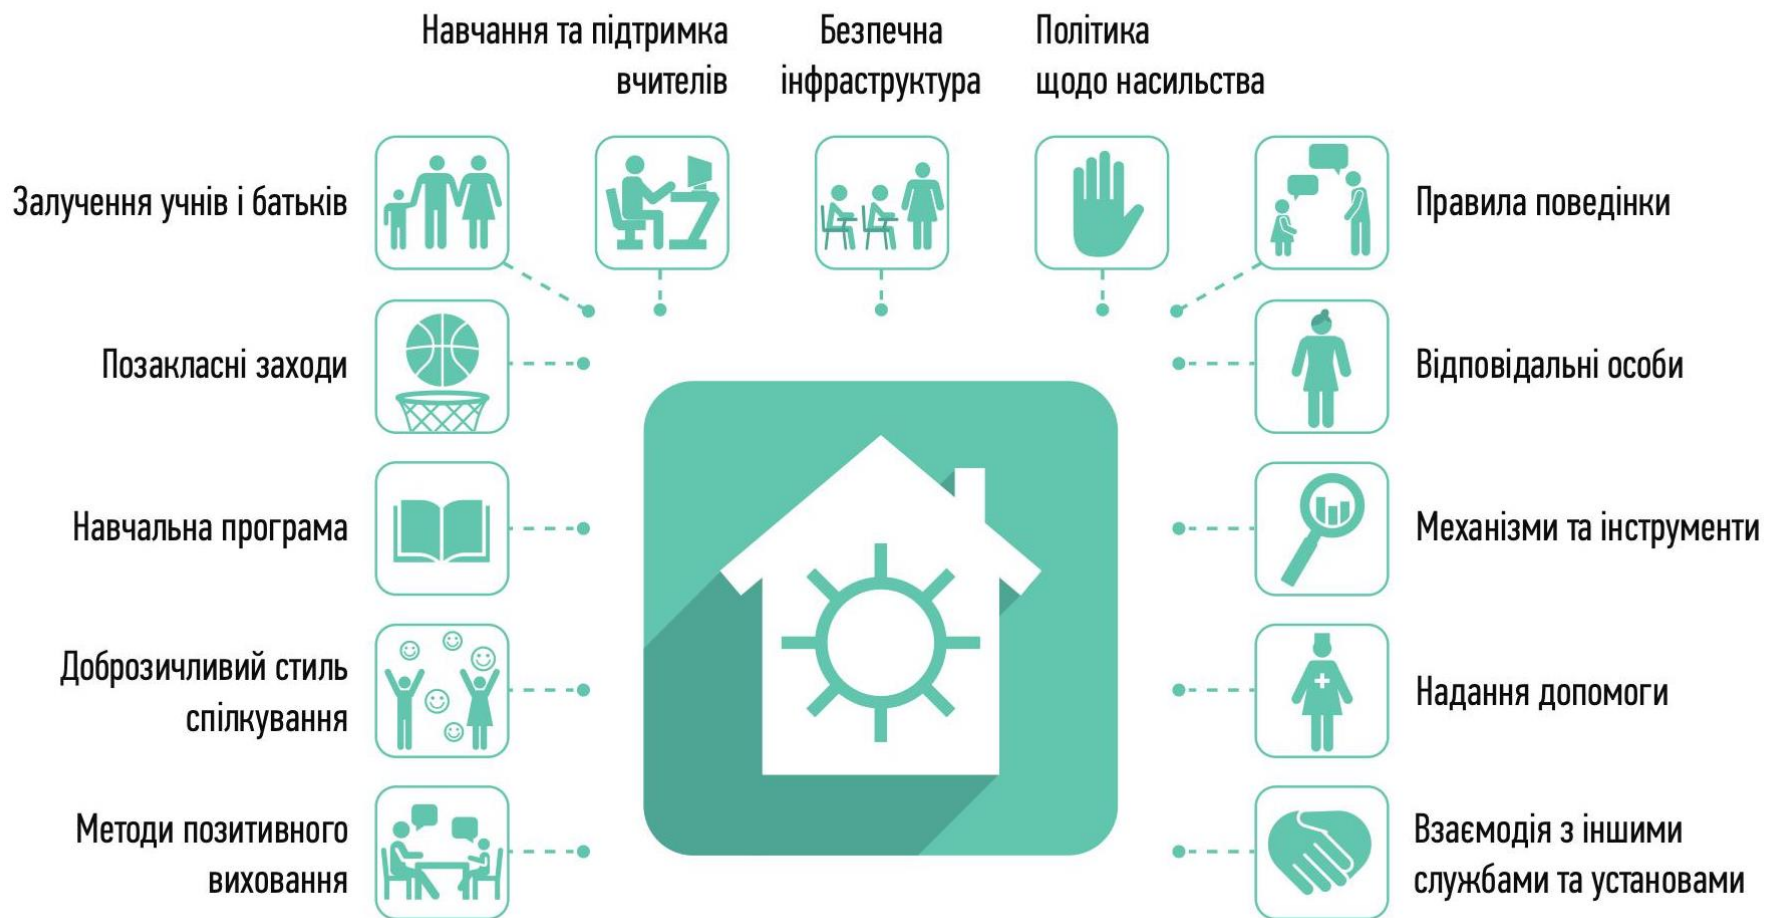 Навчання та підтримка
вчителів
Безпечна
інфраструктура
Політика
щодо насильства
Залучення учнів і батьків
Правила поведінки
Позакласні заходи
Відповідальні особи
Навчальна програма
Механізми та інструменти
Доброзичливий стиль
спілкування
Надання допомоги
Методи позитивного
виховання
Взаємодія з іншими
службами та установами